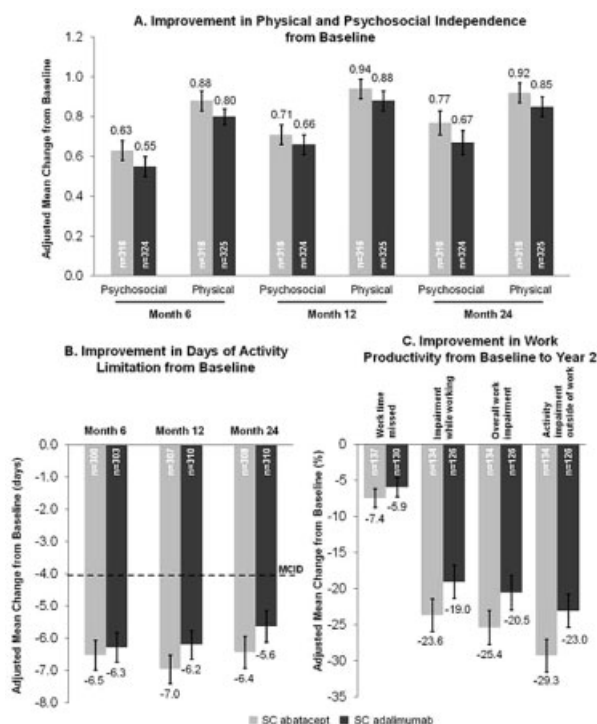 A. Improvement in Physical and Psychosocial Independence
from Baseline
Adjusted Mean Change from Baseline
1.2
1.0
0.8
0.6
0.4
0.2
0.0
0.63
0.55
0.88
0.80
0.71
0.66
0.94
0.88
0.77
0.67
0.92
0.85
n=318
n=324
n=318
n=325
n=318
n=324
n=318
n=325
n=318
n=324
n=318
n=325
Psychosocial
Physical
Psychosocial
Physical
Psychosocial
Physical
Month 6
Month 12
Month 24
B. Improvement in Days of Activity
Limitation from Baseline
Month 6
Month 12
Month 24
Adjusted Mean Change from Baseline (days)
0.0
-1.0
-2.0
-3.0
-4.0
-5.0
-6.0
-7.0
-8.0
n=300
n=303
n=307
n=310
n=308
n=310
MCID
-6.5
-6.3
-7.0
-6.2
-6.4
-5.6
C. Improvement in Work
Productivity from Baseline to Year 2
Work time
missed
Impairment
while working
Overall work
impairment
Activity
impairment
outside of work
Adjusted Mean Change from Baseline (%)
0
-5
-10
-15
-20
-25
-30
-35
n=137
n=130
n=134
n=126
n=134
n=126
n=134
n=126
-7.4
-5.9
-23.6
-19.0
-25.4
-20.5
-29.3
-23.0
SC abatacept
SC adalimumab